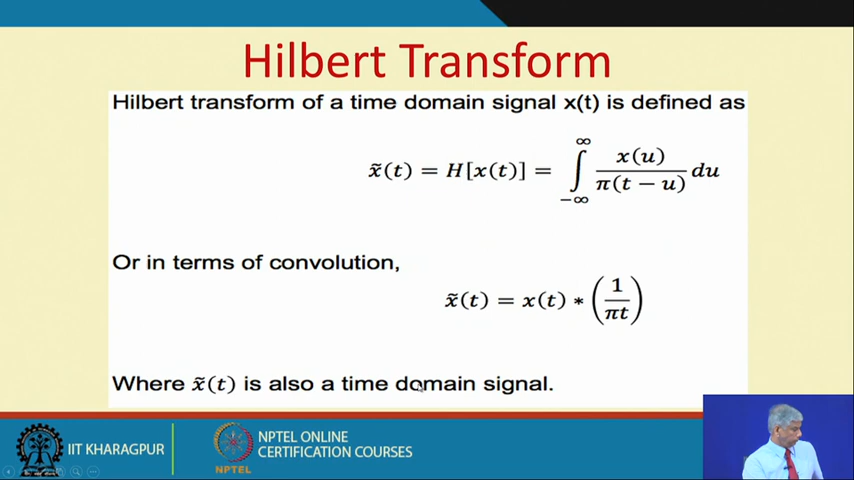 Hilbert Transform
Hilbert transform of a time domain signal x(t) is defined as
x̃(t) = H[x(t)] = ∫_{-∞}^{∞} x(u)/π(t − u) du
Or in terms of convolution,
x̃(t) = x(t) ∗ (1/πt)
Where x̃(t) is also a time domain signal.
IIT KHARAGPUR
NPTEL
NPTEL ONLINE
CERTIFICATION COURSES